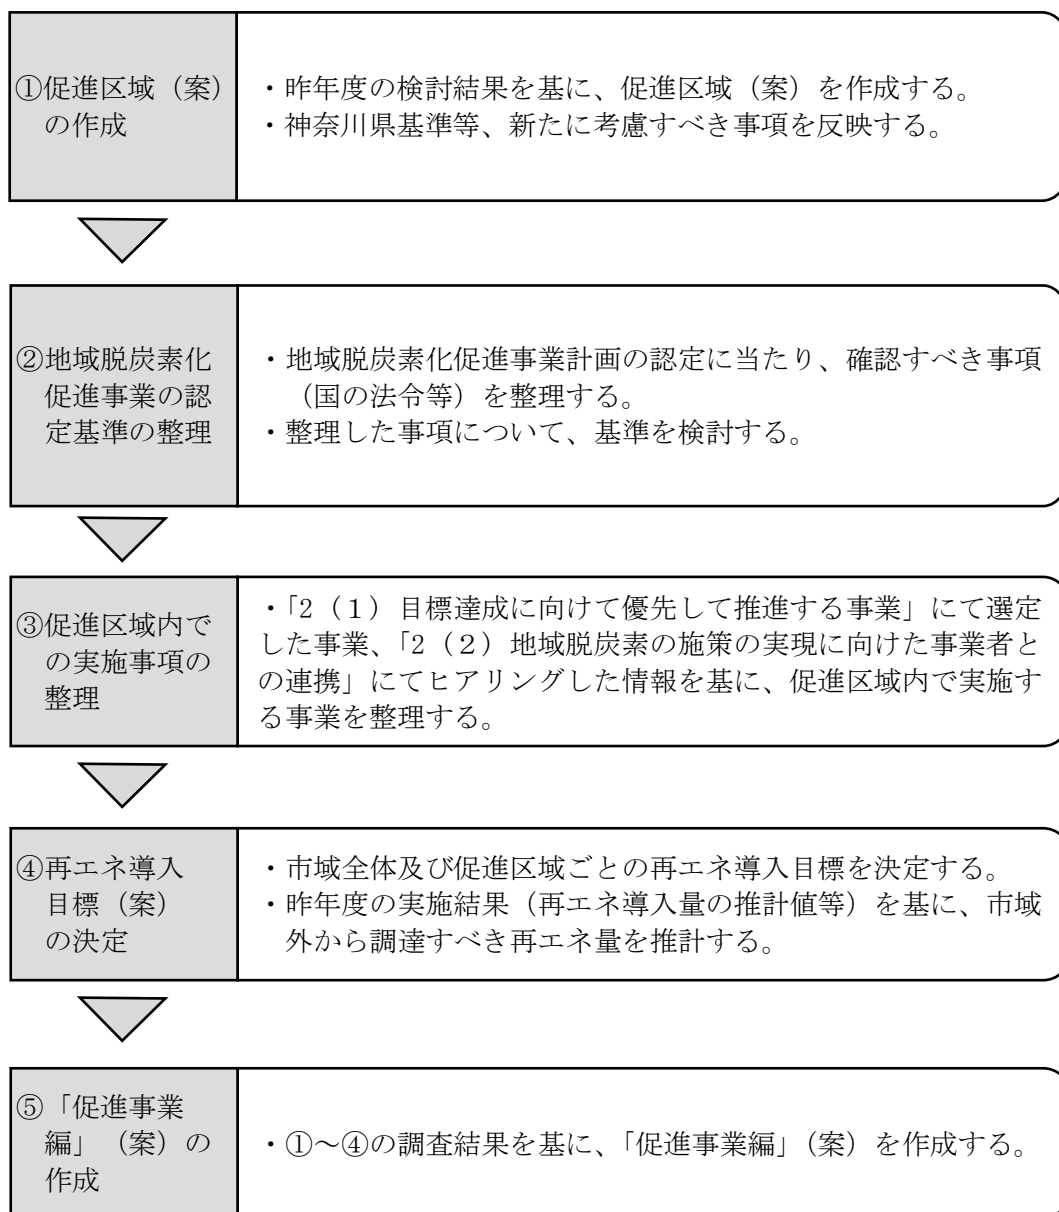 ①促進区域（案）
の作成
・昨年度の検討結果を基に、促進区域（案）を作成する。
・神奈川県基準等、新たに考慮すべき事項を反映する。
②地域脱炭素化
促進事業の認
定基準の整理
・地域脱炭素化促進事業計画の認定に当たり、確認すべき事項
（国の法令等）を整理する。
・整理した事項について、基準を検討する。
③促進区域内で
の実施事項の
整理
・「2（１）目標達成に向けて優先して推進する事業」にて選定
した事業、「2（２）地域脱炭素の施策の実現に向けた事業者と
の連携」にてヒアリングした情報を基に、促進区域内で実施す
る事業を整理する。
④再エネ導入
目標（案）
の決定
・市域全体及び促進区域ごとの再エネ導入目標を決定する。
・昨年度の実施結果（再エネ導入量の推計値等）を基に、市域
外から調達すべき再エネ量を推計する。
⑤「促進事業
編」（案）の
作成
・①～④の調査結果を基に、「促進事業編」（案）を作成する。